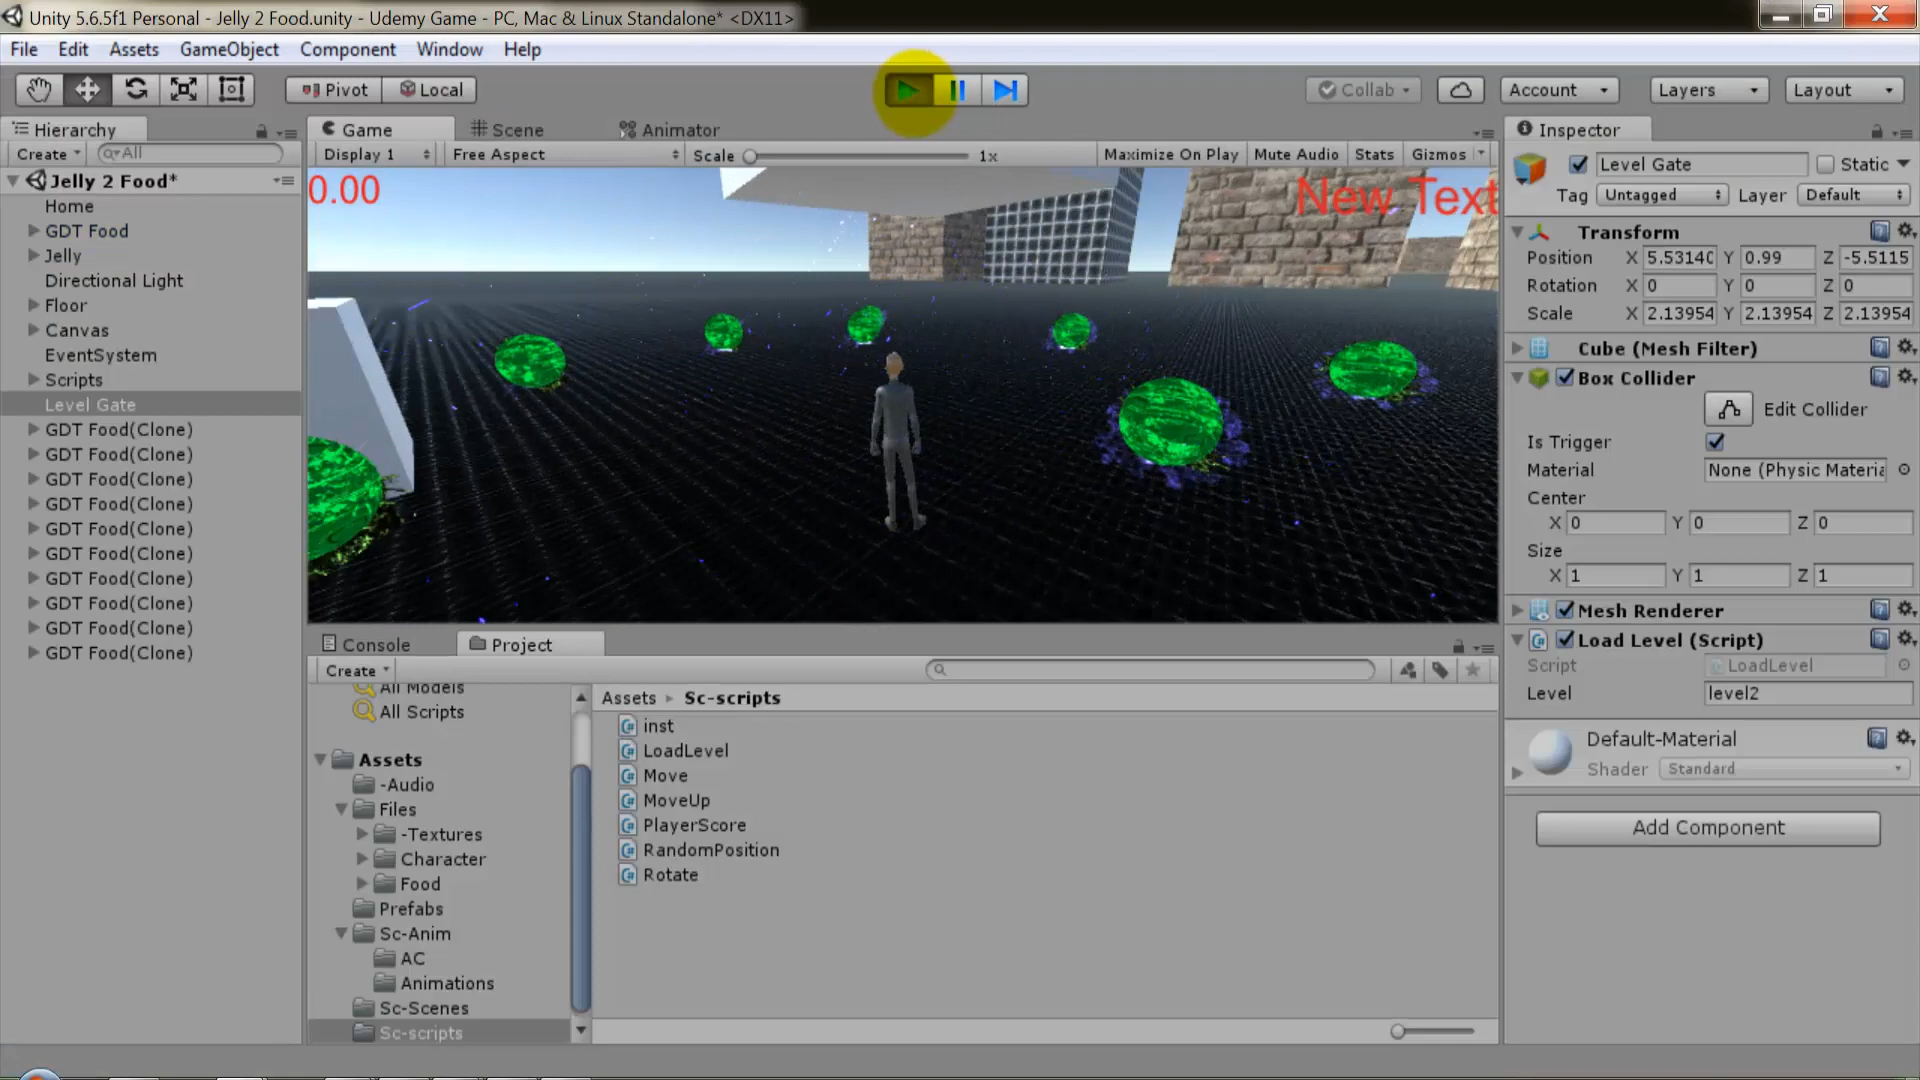 Unity 5.6.5f1 Personal - Jelly 2 Food.unity - Udemy Game - PC, Mac & Linux Standalone* <DX11>
File Edit Assets GameObject Component Window Help
Pivot Local Collab Account Layers Layout
Hierarchy
Create All
Jelly 2 Food*
Home
GDT Food
Jelly
Directional Light
Floor
Canvas
EventSystem
Scripts
Level Gate
GDT Food(Clone)
GDT Food(Clone)
GDT Food(Clone)
GDT Food(Clone)
GDT Food(Clone)
GDT Food(Clone)
GDT Food(Clone)
GDT Food(Clone)
GDT Food(Clone)
GDT Food(Clone)
Game Scene Animator
Display 1 Free Aspect Scale 1x Maximize On Play Mute Audio Stats Gizmos
0.00 New Text
Console Project
Create
All Models
All Scripts
Assets
-Audio
Files
-Textures
Character
Food
Prefabs
Sc-Anim
AC
Animations
Sc-Scenes
Sc-scripts
Assets Sc-scripts
inst
LoadLevel
Move
MoveUp
PlayerScore
RandomPosition
Rotate
Inspector
Level Gate Static
Tag Untagged Layer Default
Transform
Position X 5.5314 Y 0.99 Z -5.5115
Rotation X 0 Y 0 Z 0
Scale X 2.13954 Y 2.13954 Z 2.13954
Cube (Mesh Filter)
Box Collider
Edit Collider
Is Trigger
Material None (Physic Materia
Center
X 0 Y 0 Z 0
Size
X 1 Y 1 Z 1
Mesh Renderer
Load Level (Script)
Script LoadLevel
Level level2
Default-Material
Shader Standard
Add Component